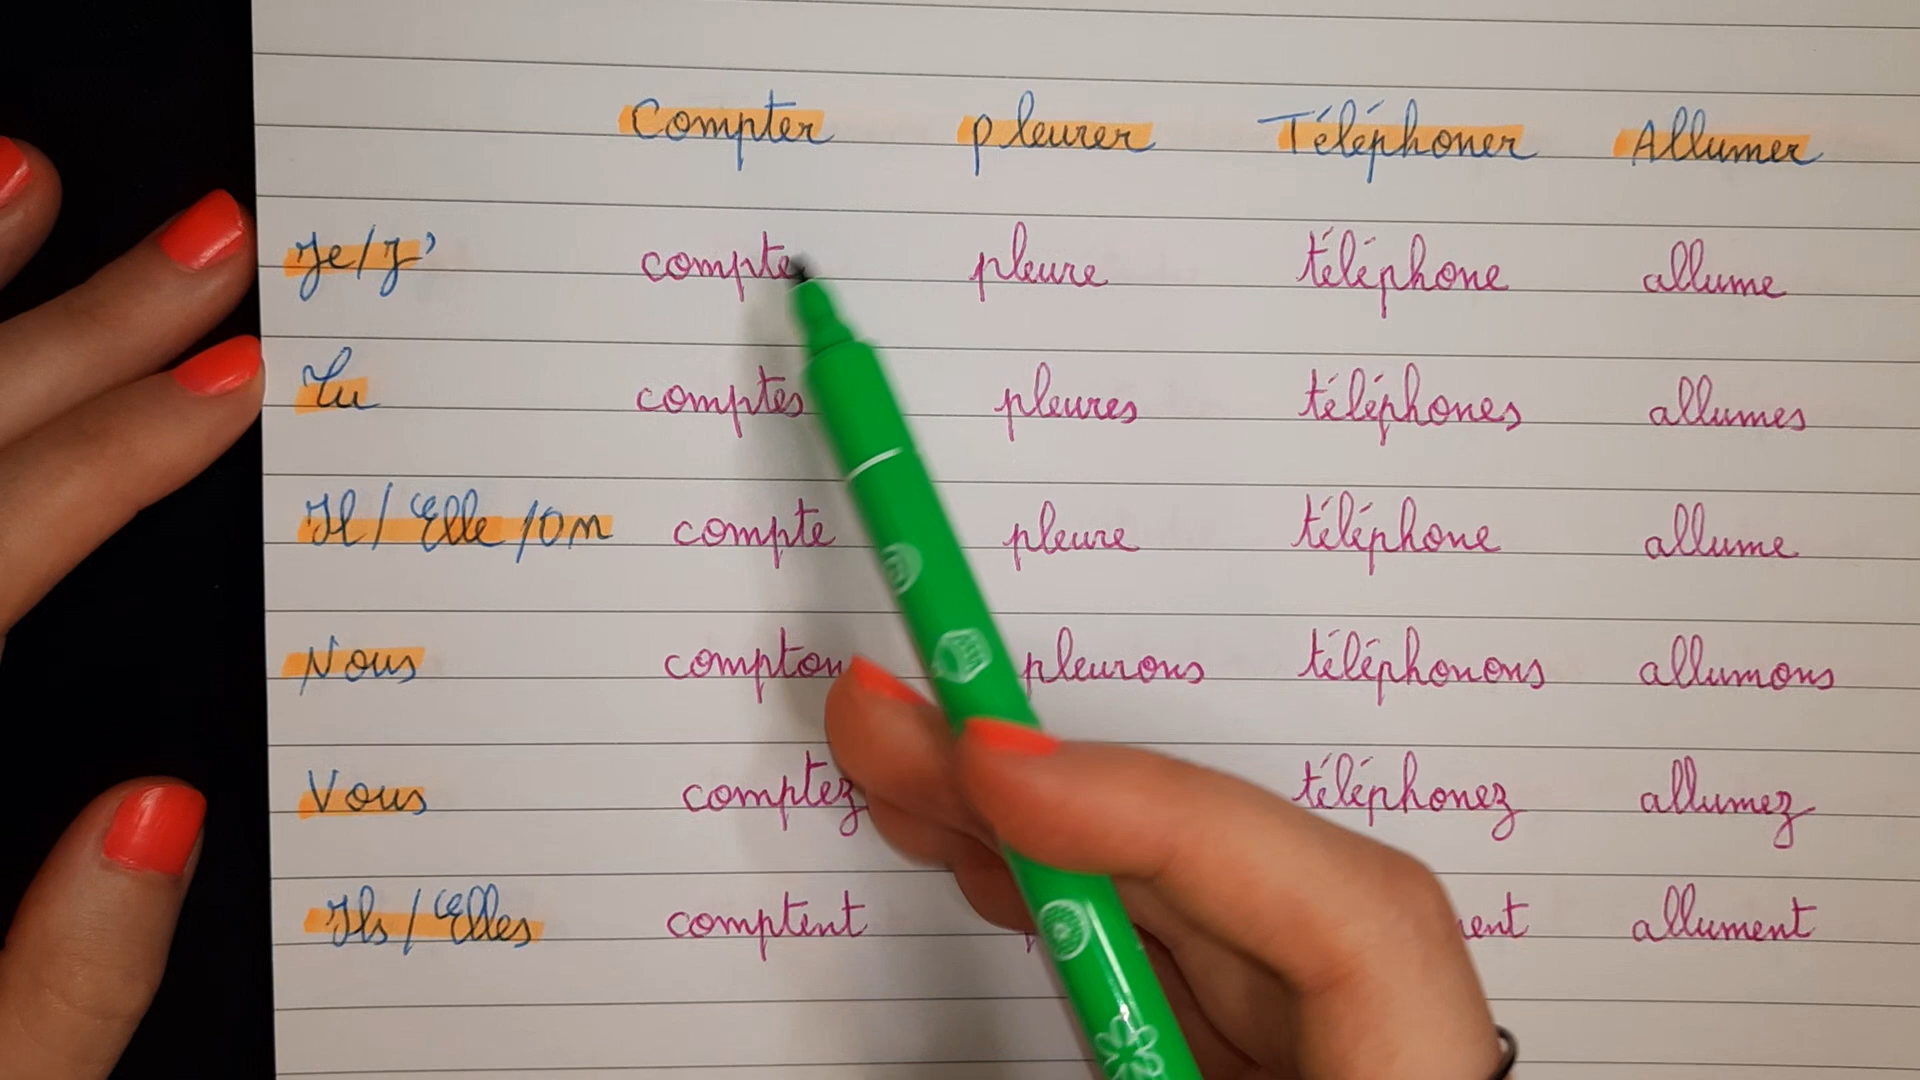 Compter pleurer Téléphoner Allumer
Je/J' compte pleure téléphone allume
Tu comptes pleures téléphones allumes
Il/Elle/On compte pleure téléphone allume
Nous compton pleurons téléphonons allumons
Vous comptez téléphonez allumez
Ils/Elles comptent allument